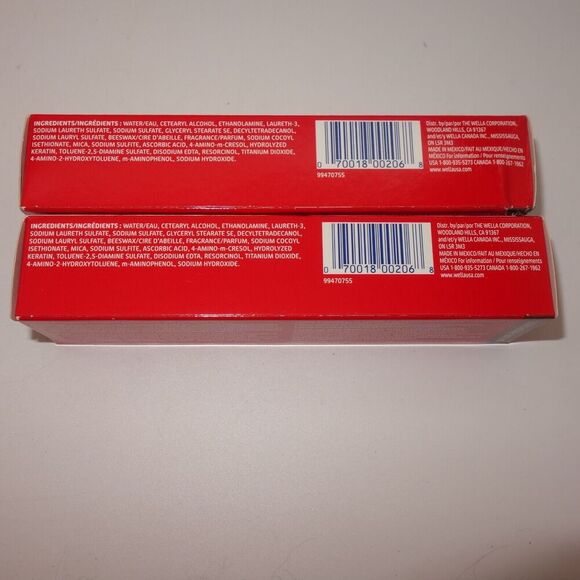 INGREDIENTS/INGRÉDIENTS : WATER/EAU, CETEARYL ALCOHOL, ETHANOLAMINE, LAURETH-3,
SODIUM LAURETH SULFATE, SODIUM SULFATE, GLYCERYL STEARATE SE, DECYLTETRADECANOL,
SODIUM LAURYL SULFATE, BEESWAX/CIRE D'ABEILLE, FRAGRANCE/PARFUM, SODIUM COCOYL
ISETHIONATE, MICA, SODIUM SULFITE, ASCORBIC ACID, 4-AMINO-m-CRESOL, HYDROLYZED
KERATIN, TOLUENE-2,5-DIAMINE SULFATE, DISODIUM EDTA, RESORCINOL, TITANIUM DIOXIDE,
4-AMINO-2-HYDROXYTOLUENE, m-AMINOPHENOL, SODIUM HYDROXIDE.
0 70018 00206 8
99470755
Distr. by/par/por THE WELLA CORPORATION,
WOODLAND HILLS, CA 91367
and/et/y WELLA CANADA INC., MISSISSAUGA,
ON L5R 3M3
MADE IN MEXICO/FAIT AU MEXIQUE/HECHO EN
MÉXICO For information / Pour renseignements
USA 1-800-935-5273 CANADA 1-800-267-1962
www.wellausa.com
INGREDIENTS/INGRÉDIENTS : WATER/EAU, CETEARYL ALCOHOL, ETHANOLAMINE, LAURETH-3,
SODIUM LAURETH SULFATE, SODIUM SULFATE, GLYCERYL STEARATE SE, DECYLTETRADECANOL,
SODIUM LAURYL SULFATE, BEESWAX/CIRE D'ABEILLE, FRAGRANCE/PARFUM, SODIUM COCOYL
ISETHIONATE, MICA, SODIUM SULFITE, ASCORBIC ACID, 4-AMINO-m-CRESOL, HYDROLYZED
KERATIN, TOLUENE-2,5-DIAMINE SULFATE, DISODIUM EDTA, RESORCINOL, TITANIUM DIOXIDE,
4-AMINO-2-HYDROXYTOLUENE, m-AMINOPHENOL, SODIUM HYDROXIDE.
0 70018 00206 8
99470755
Distr. by/par/por THE WELLA CORPORATION,
WOODLAND HILLS, CA 91367
and/et/y WELLA CANADA INC., MISSISSAUGA,
ON L5R 3M3
MADE IN MEXICO/FAIT AU MEXIQUE/HECHO EN
MÉXICO For information / Pour renseignements
USA 1-800-935-5273 CANADA 1-800-267-1962
www.wellausa.com